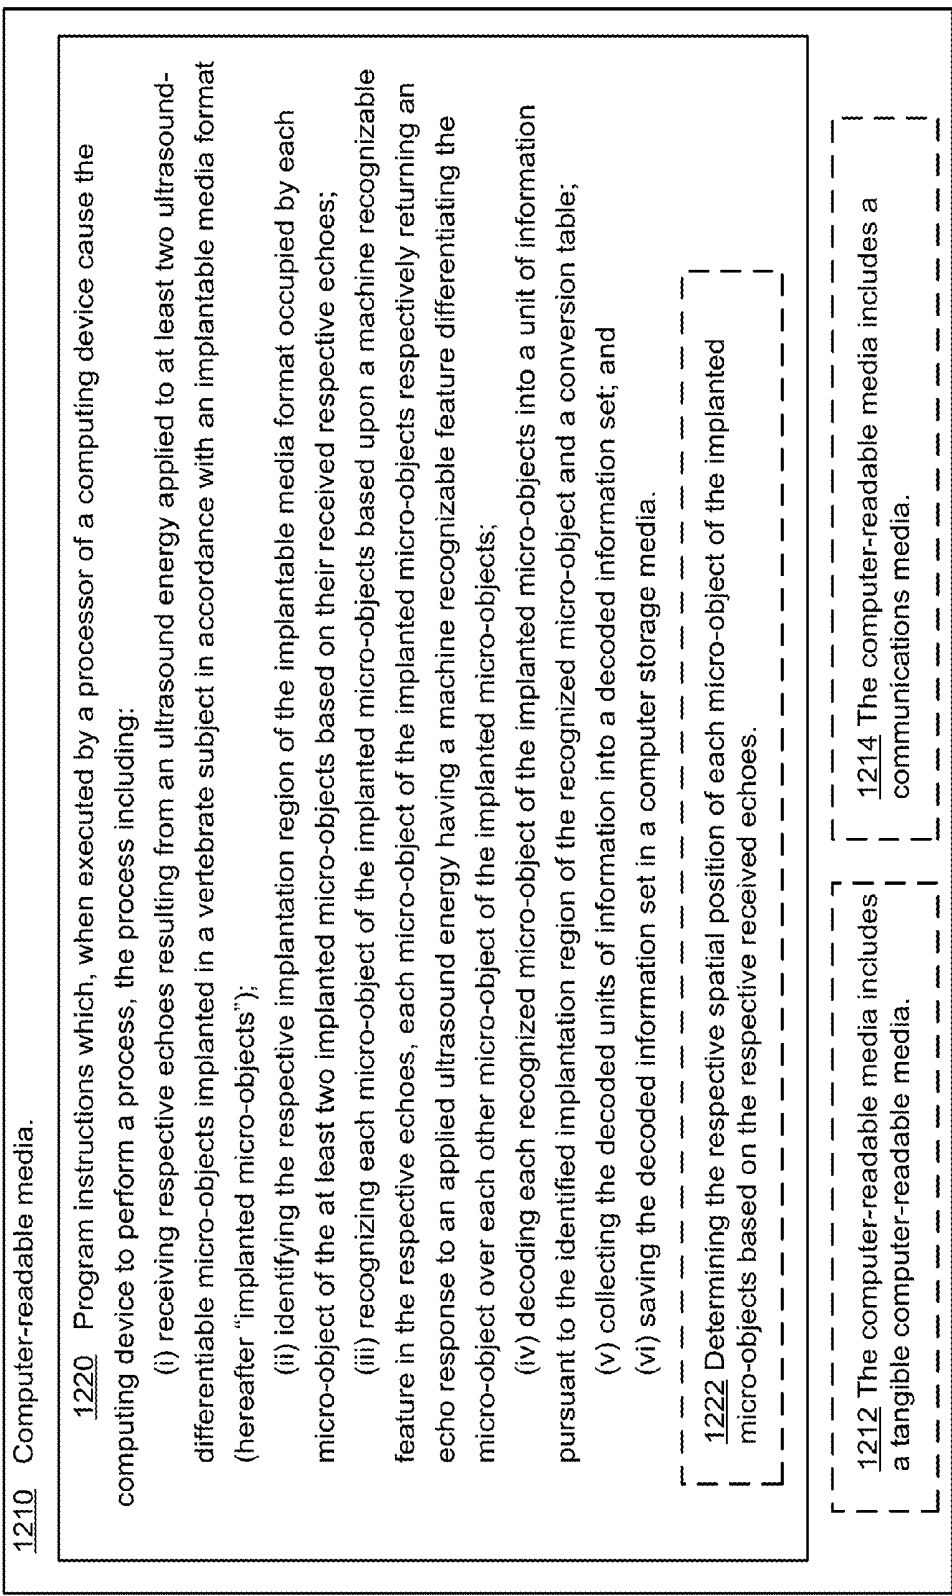 1210 Computer-readable media.
1220 Program instructions which, when executed by a processor of a computing device cause the
computing device to perform a process, the process including:
(i) receiving respective echoes resulting from an ultrasound energy applied to at least two ultrasound-
differentiable micro-objects implanted in a vertebrate subject in accordance with an implantable media format
(hereafter “implanted micro-objects”);
(ii) identifying the respective implantation region of the implantable media format occupied by each
micro-object of the at least two implanted micro-objects based on their received respective echoes;
(iii) recognizing each micro-object of the implanted micro-objects based upon a machine recognizable
feature in the respective echoes, each micro-object of the implanted micro-objects respectively returning an
echo response to an applied ultrasound energy having a machine recognizable feature differentiating the
micro-object over each other micro-object of the implanted micro-objects;
(iv) decoding each recognized micro-object of the implanted micro-objects into a unit of information
pursuant to the identified implantation region of the recognized micro-object and a conversion table;
(v) collecting the decoded units of information into a decoded information set; and
(vi) saving the decoded information set in a computer storage media.
1222 Determining the respective spatial position of each micro-object of the implanted
micro-objects based on the respective received echoes.
1212 The computer-readable media includes
a tangible computer-readable media.
1214 The computer-readable media includes a
communications media.